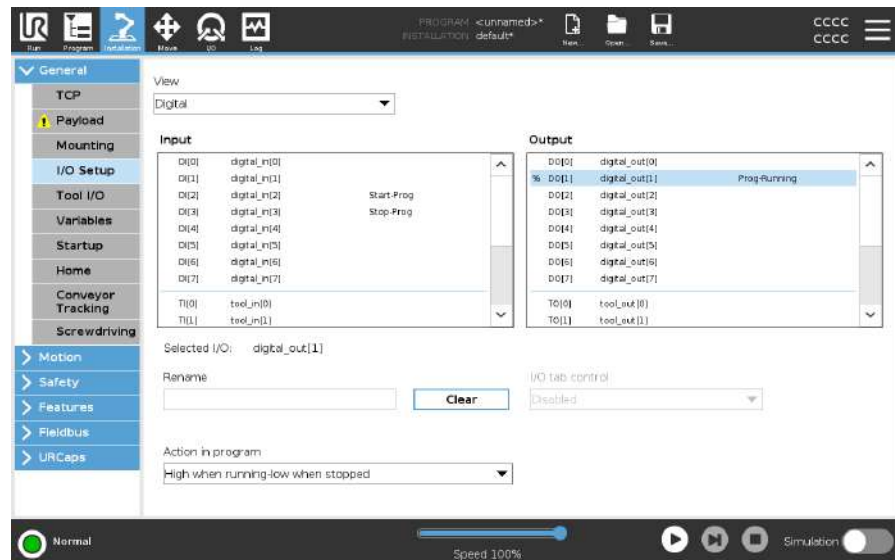 PROGRAM <unnamed>*
INSTALLATION default*
CCCC
CCCC
Run Program Installation Move I/O Log New... Open... Save...
General
TCP
Payload
Mounting
I/O Setup
Tool I/O
Variables
Startup
Home
Conveyor
Tracking
Screwdriving
Motion
Safety
Features
Fieldbus
URCaps
View
Digital
Input
DI[0] digital_in[0]
DI[1] digital_in[1]
DI[2] digital_in[2] Start-Prog
DI[3] digital_in[3] Stop-Prog
DI[4] digital_in[4]
DI[5] digital_in[5]
DI[6] digital_in[6]
DI[7] digital_in[7]
TI[0] tool_in[0]
TI[1] tool_in[1]
Output
DO[0] digital_out[0]
% DO[1] digital_out[1] Prog-Running
DO[2] digital_out[2]
DO[3] digital_out[3]
DO[4] digital_out[4]
DO[5] digital_out[5]
DO[6] digital_out[6]
DO[7] digital_out[7]
TO[0] tool_out[0]
TO[1] tool_out[1]
Selected I/O: digital_out[1]
Rename
Clear
I/O tab control
Disabled
Action in program
High when running-low when stopped
Normal
Speed 100%
Simulation